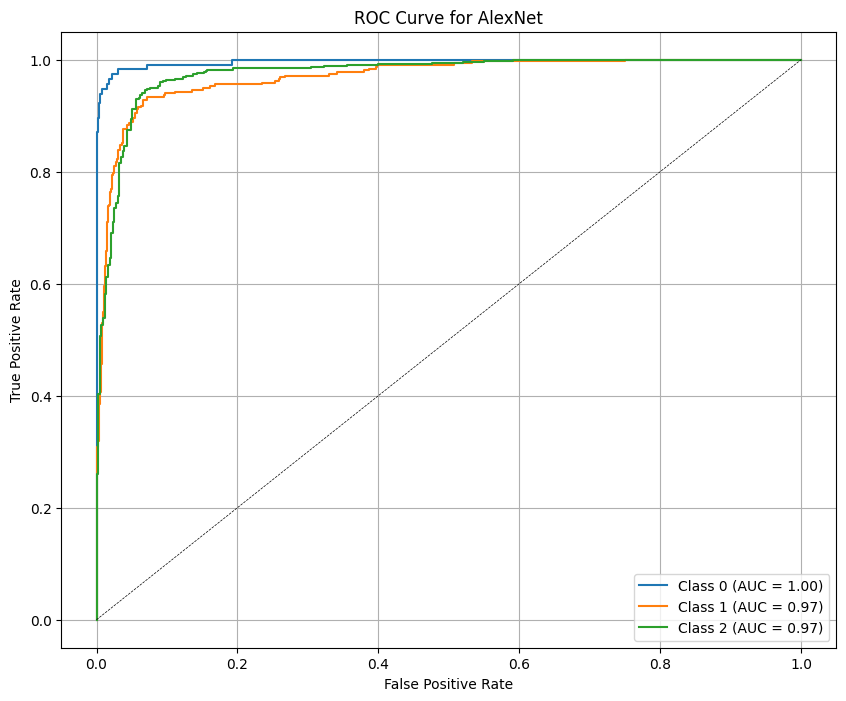 ROC Curve for AlexNet
1.0
0.8
0.6
0.4
0.2
0.0
True Positive Rate
0.0 0.2 0.4 0.6 0.8 1.0
False Positive Rate
Class 0 (AUC = 1.00)
Class 1 (AUC = 0.97)
Class 2 (AUC = 0.97)